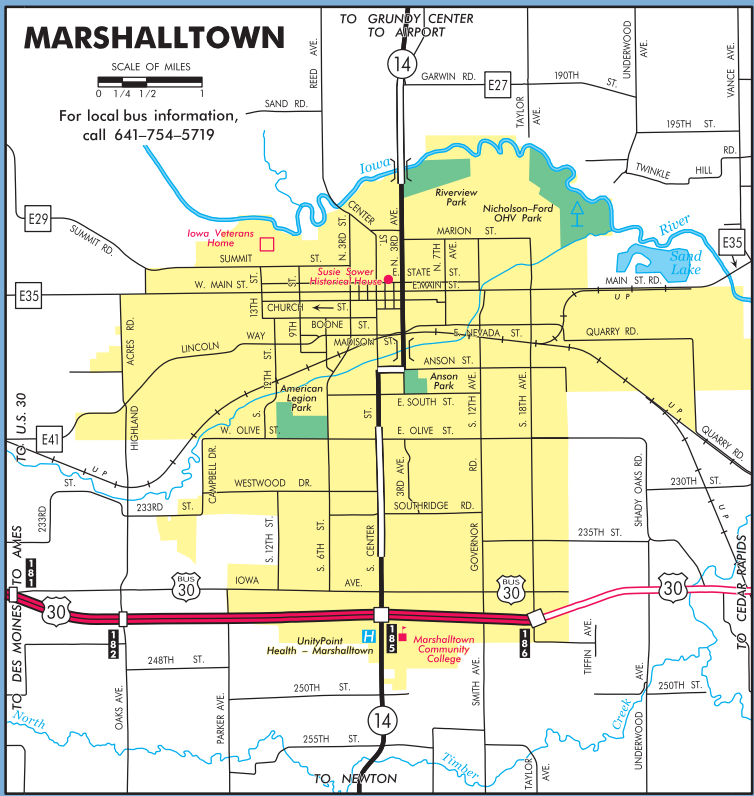 MARSHALLTOWN
SCALE OF MILES
0 1/4 1/2 1
For local bus information,
call 641–754–5719
TO GRUNDY CENTER
TO AIRPORT
14
REED AVE.
SAND RD.
GARWIN RD.
E27
190TH ST.
UNDERWOOD AVE.
VANCE AVE.
TAYLOR AVE.
195TH ST.
TWINKLE HILL RD.
Iowa
River
Riverview
Park
Nicholson–Ford
OHV Park
E29
SUMMIT RD.
Iowa Veterans
Home
CENTER ST.
N. 3RD ST.
N. 3RD AVE.
MARION ST.
N. 7TH AVE.
SUMMIT ST.
E35
Sand
Lake
Susie Sower
Historical House
E. STATE ST.
W. MAIN ST.
E. MAIN ST.
MAIN ST. RD.
U P
E35
13TH ST.
CHURCH ST.
9TH ST.
BOONE ST.
MADISON ST.
E. NEVADA ST.
QUARRY RD.
ACRES RD.
HIGHLAND
LINCOLN WAY
ANSON ST.
Anson
Park
American
Legion
Park
S. 12TH ST.
E. SOUTH ST.
S. 12TH AVE.
S. 18TH AVE.
W. OLIVE ST.
E. OLIVE ST.
TO U.S. 30
E41
U P
U P
QUARRY RD.
CAMPBELL DR.
3RD AVE.
GOVERNOR RD.
SHADY OAKS RD.
ST.
WESTWOOD DR.
230TH ST.
233RD ST.
233RD
SOUTHRIDGE RD.
U P
235TH ST.
S. 12TH ST.
S. 6TH ST.
S. CENTER ST.
TO DES MOINES
TO AMES
181
BUS 30
IOWA AVE.
BUS 30
30
30
TO CEDAR RAPIDS
182
185
186
UnityPoint
Health – Marshalltown
H
Marshalltown
Community
College
TIFFIN AVE.
248TH ST.
250TH ST.
250TH ST.
OAKS AVE.
PARKER AVE.
SMITH AVE.
UNDERWOOD AVE.
North
Timber
Creek
14
255TH ST.
TAYLOR AVE.
TO NEWTON